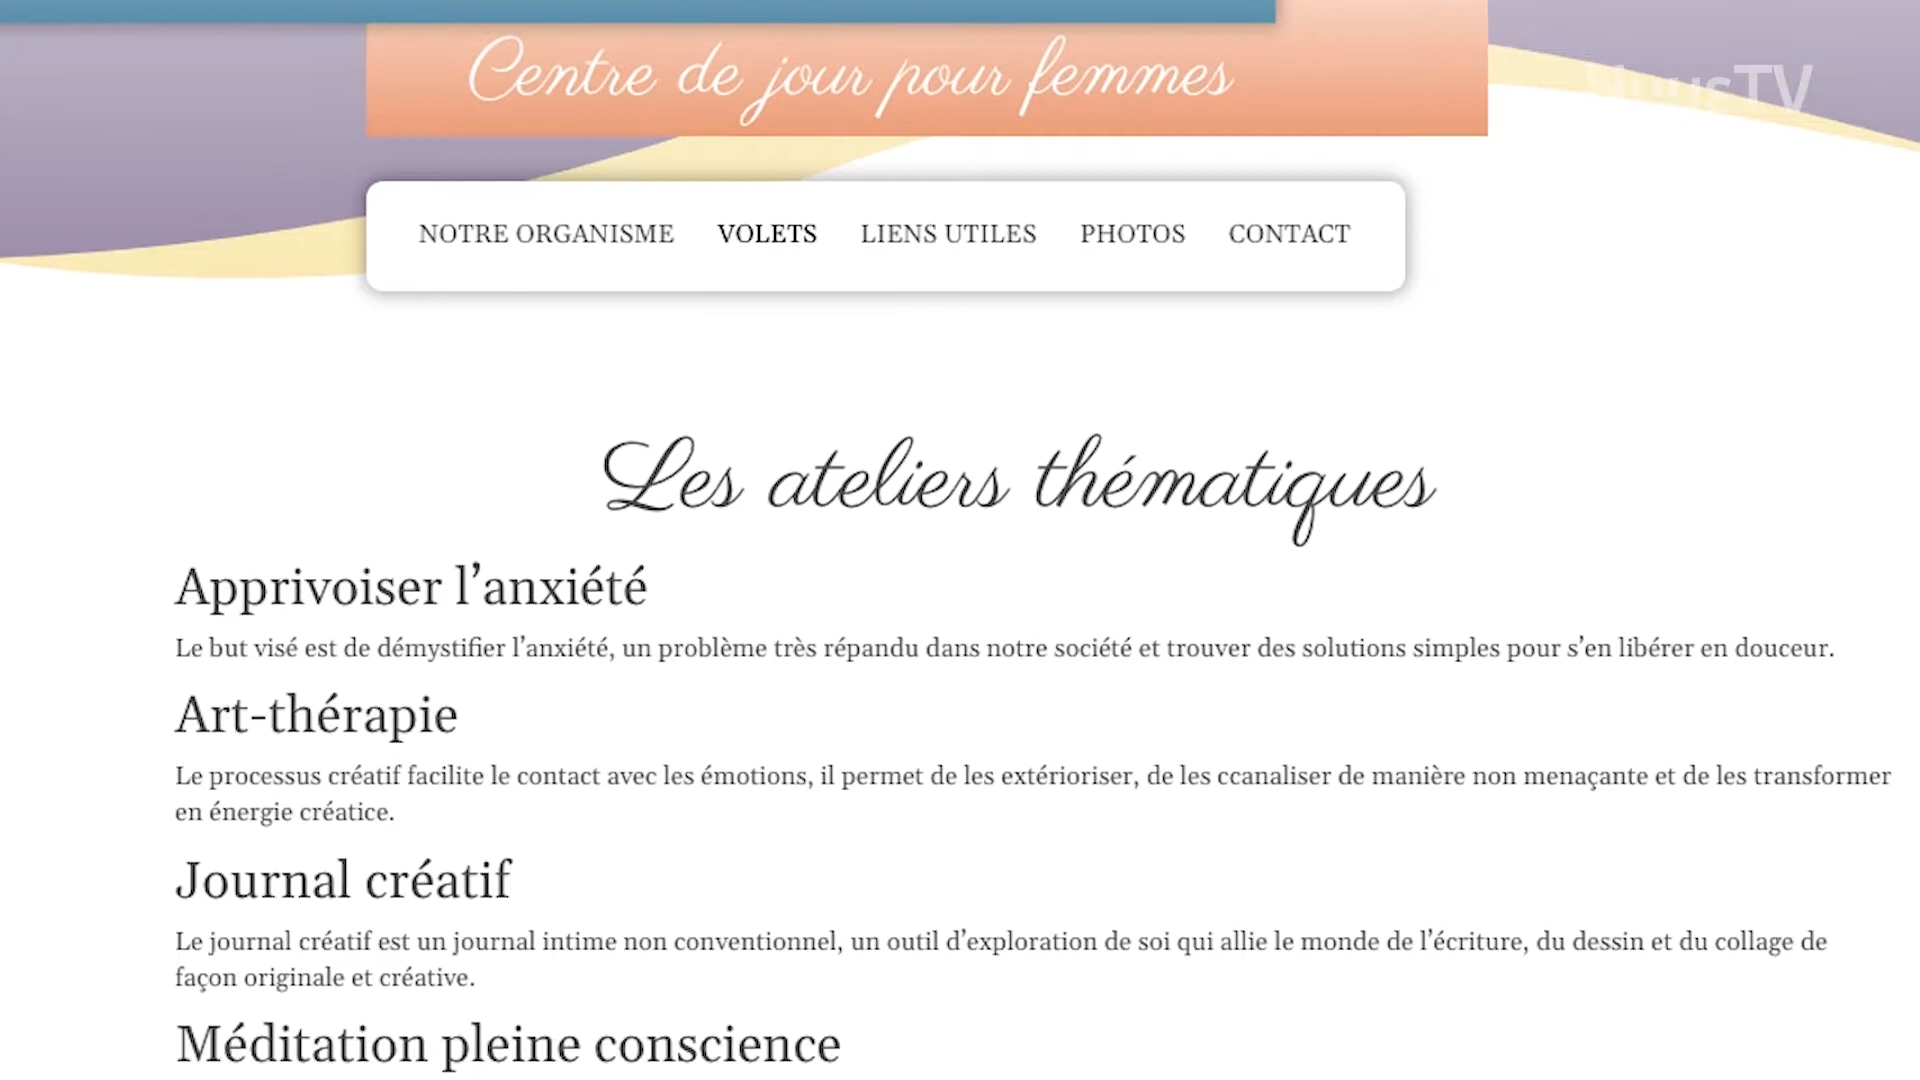 Centre de jour pour femmes
NOTRE ORGANISME VOLETS LIENS UTILES PHOTOS CONTACT
Les ateliers thématiques
Apprivoiser l’anxiété
Le but visé est de démystifier l’anxiété, un problème très répandu dans notre société et trouver des solutions simples pour s’en libérer en douceur.
Art-thérapie
Le processus créatif facilite le contact avec les émotions, il permet de les extérioriser, de les ccanaliser de manière non menaçante et de les transformer
en énergie créatice.
Journal créatif
Le journal créatif est un journal intime non conventionnel, un outil d’exploration de soi qui allie le monde de l’écriture, du dessin et du collage de
façon originale et créative.
Méditation pleine conscience